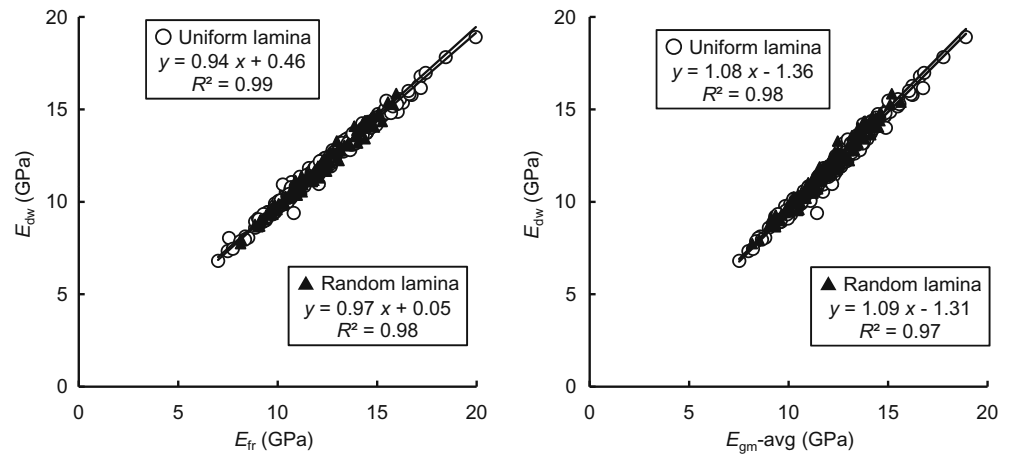 20
15
10
5
0
E_dw (GPa)
○ Uniform lamina
y = 0.94 x + 0.46
R² = 0.99
▲ Random lamina
y = 0.97 x + 0.05
R² = 0.98
0 5 10 15 20
E_fr (GPa)
20
15
10
5
0
E_dw (GPa)
○ Uniform lamina
y = 1.08 x - 1.36
R² = 0.98
▲ Random lamina
y = 1.09 x - 1.31
R² = 0.97
0 5 10 15 20
E_gm-avg (GPa)